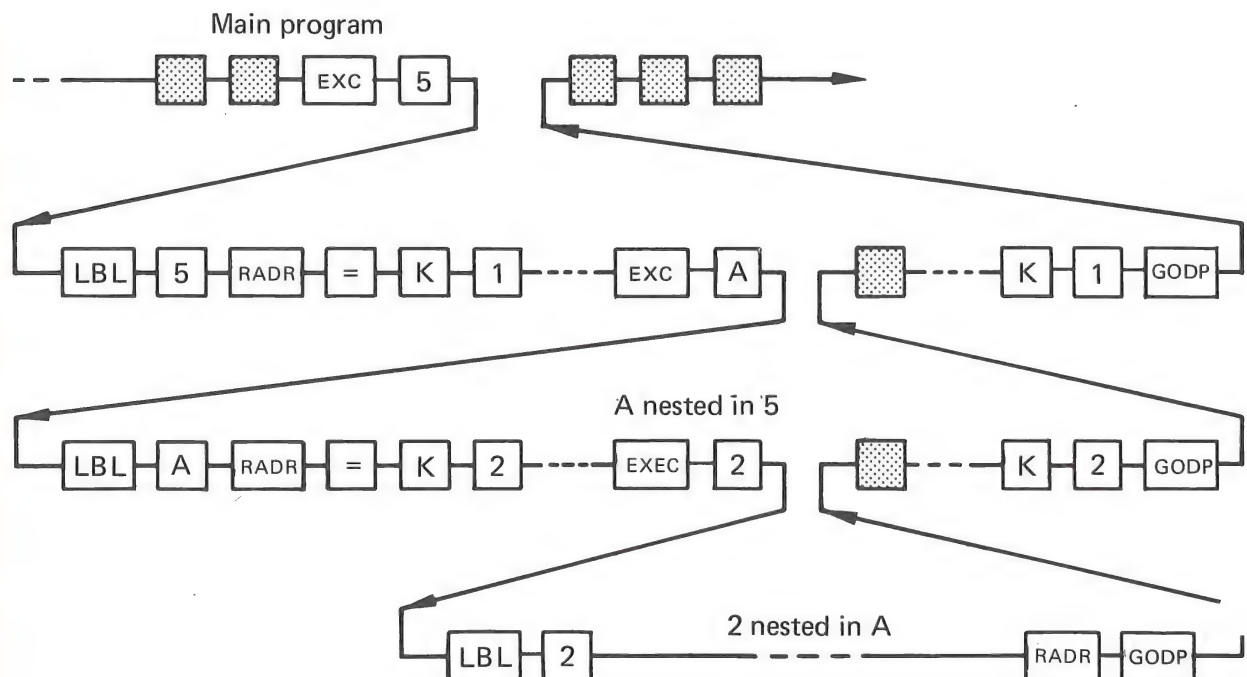 Main program
EXC 5
LBL 5 RADR = K 1 EXC A K 1 GODP
A nested in 5
LBL A RADR = K 2 EXEC 2 K 2 GODP
2 nested in A
LBL 2 RADR GODP